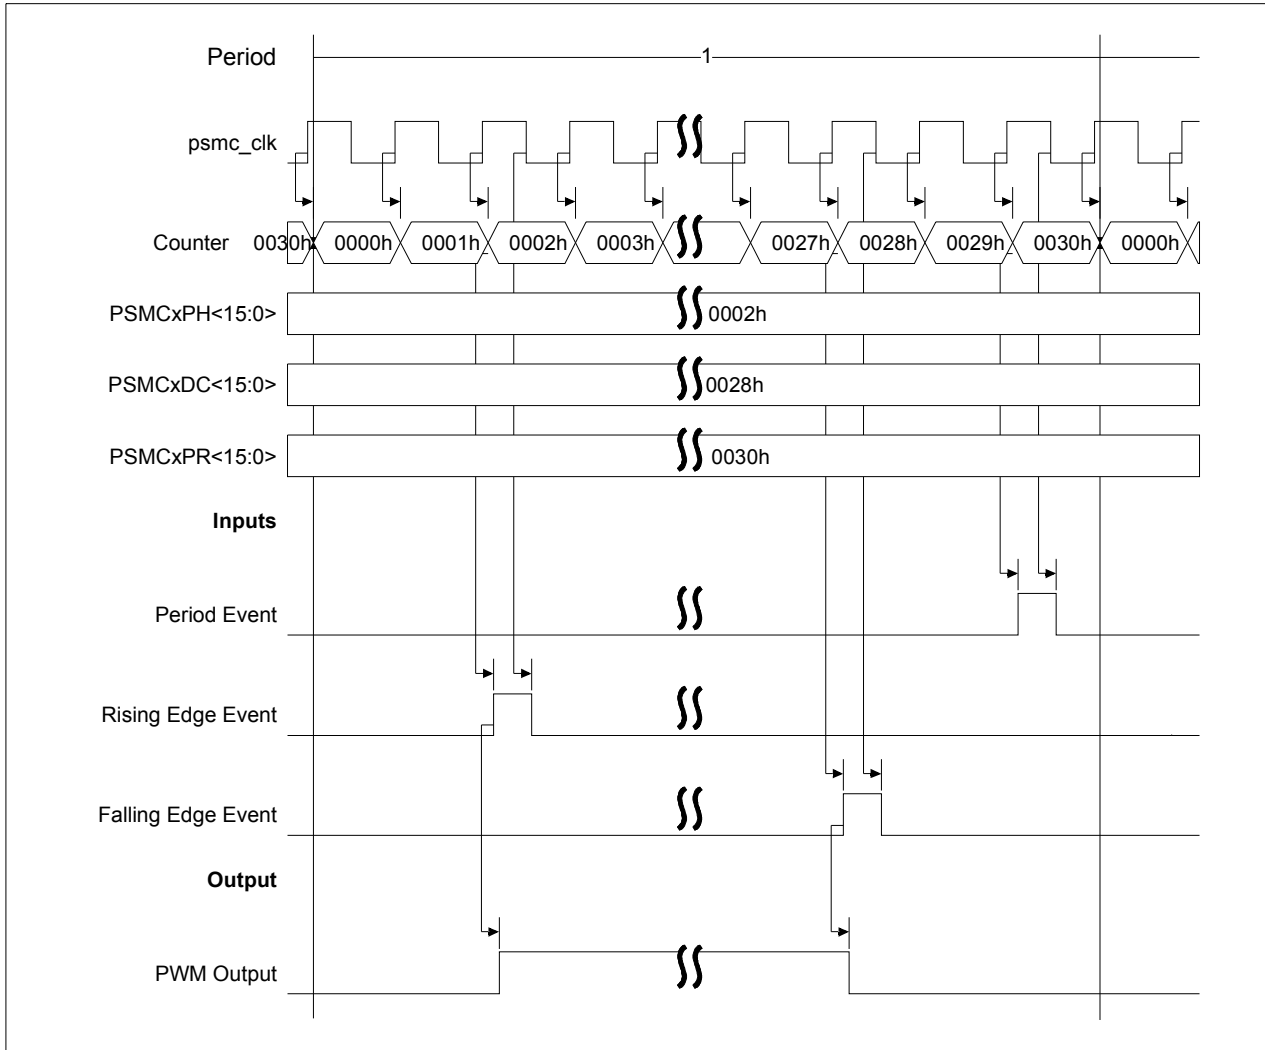 Period 1
psmc_clk
Counter 0030h 0000h 0001h 0002h 0003h 0027h 0028h 0029h 0030h 0000h
PSMCxPH<15:0> 0002h
PSMCxDC<15:0> 0028h
PSMCxPR<15:0> 0030h
Inputs
Period Event
Rising Edge Event
Falling Edge Event
Output
PWM Output